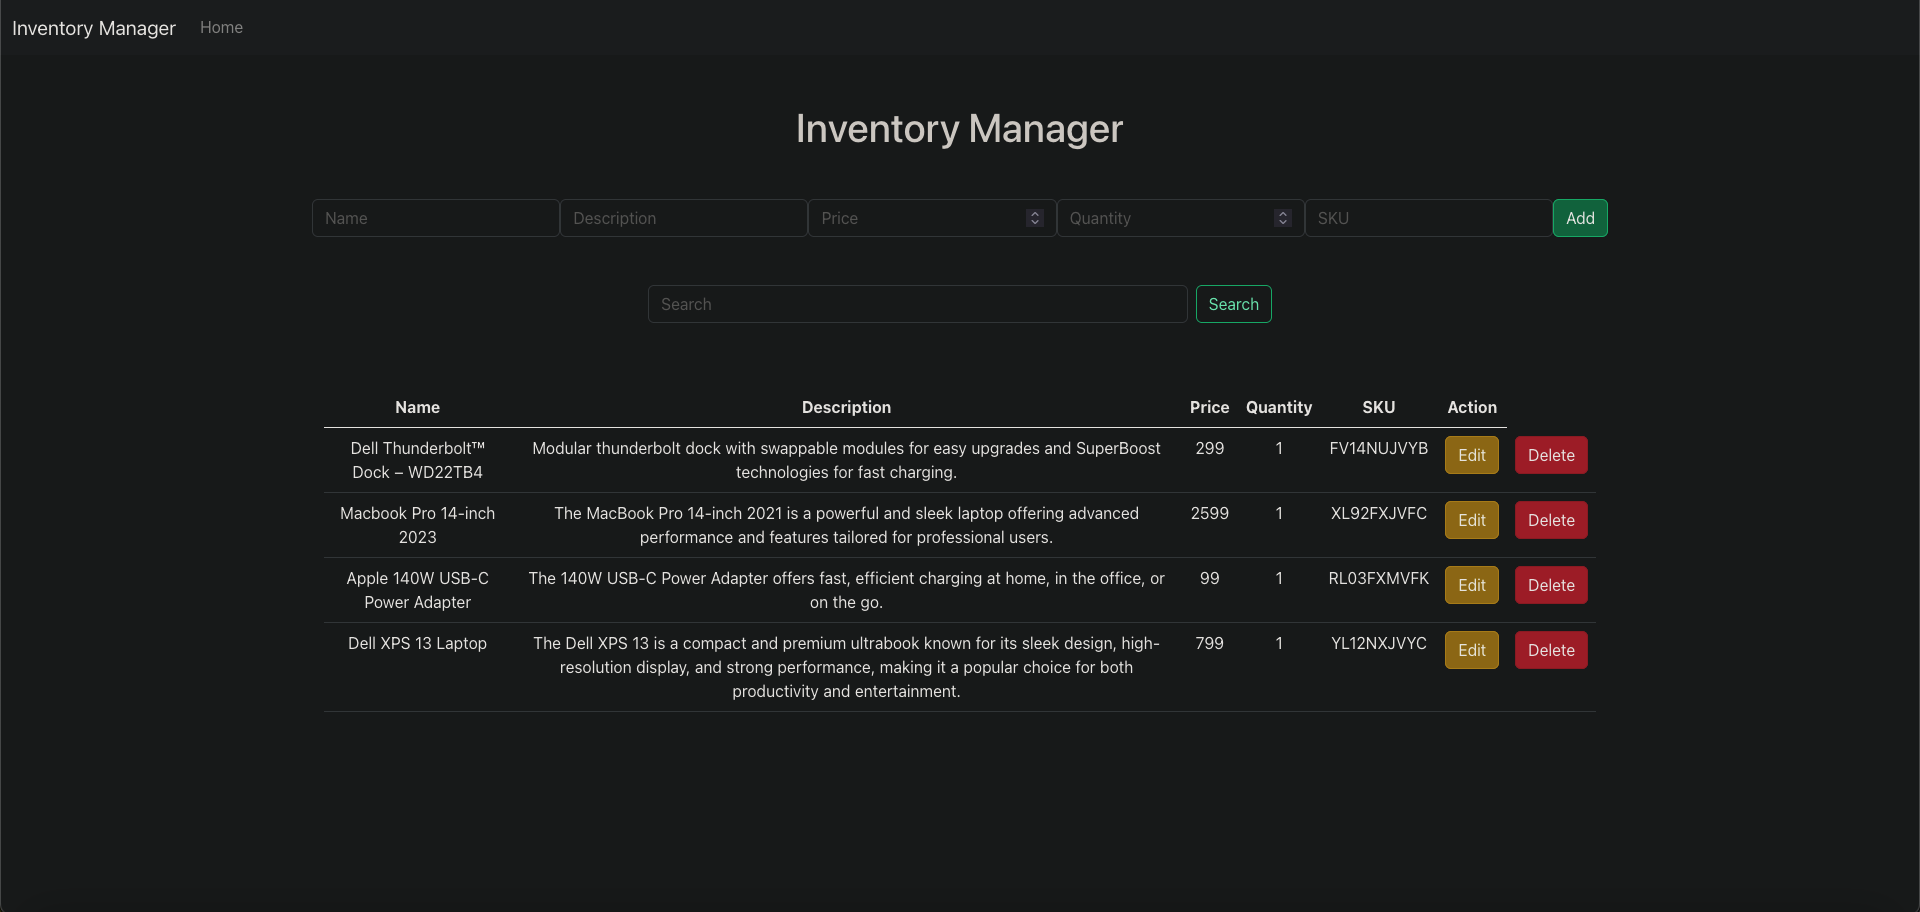 Inventory Manager Home
Inventory Manager
Name Description Price Quantity SKU Add
Search Search
Name Description Price Quantity SKU Action
Dell Thunderbolt™ Modular thunderbolt dock with swappable modules for easy upgrades and SuperBoost 299 1 FV14NUJVYB Edit Delete
Dock – WD22TB4 technologies for fast charging.
Macbook Pro 14-inch The MacBook Pro 14-inch 2021 is a powerful and sleek laptop offering advanced 2599 1 XL92FXJVFC Edit Delete
2023 performance and features tailored for professional users.
Apple 140W USB-C The 140W USB-C Power Adapter offers fast, efficient charging at home, in the office, or 99 1 RL03FXMVFK Edit Delete
Power Adapter on the go.
Dell XPS 13 Laptop The Dell XPS 13 is a compact and premium ultrabook known for its sleek design, high- 799 1 YL12NXJVYC Edit Delete
resolution display, and strong performance, making it a popular choice for both
productivity and entertainment.